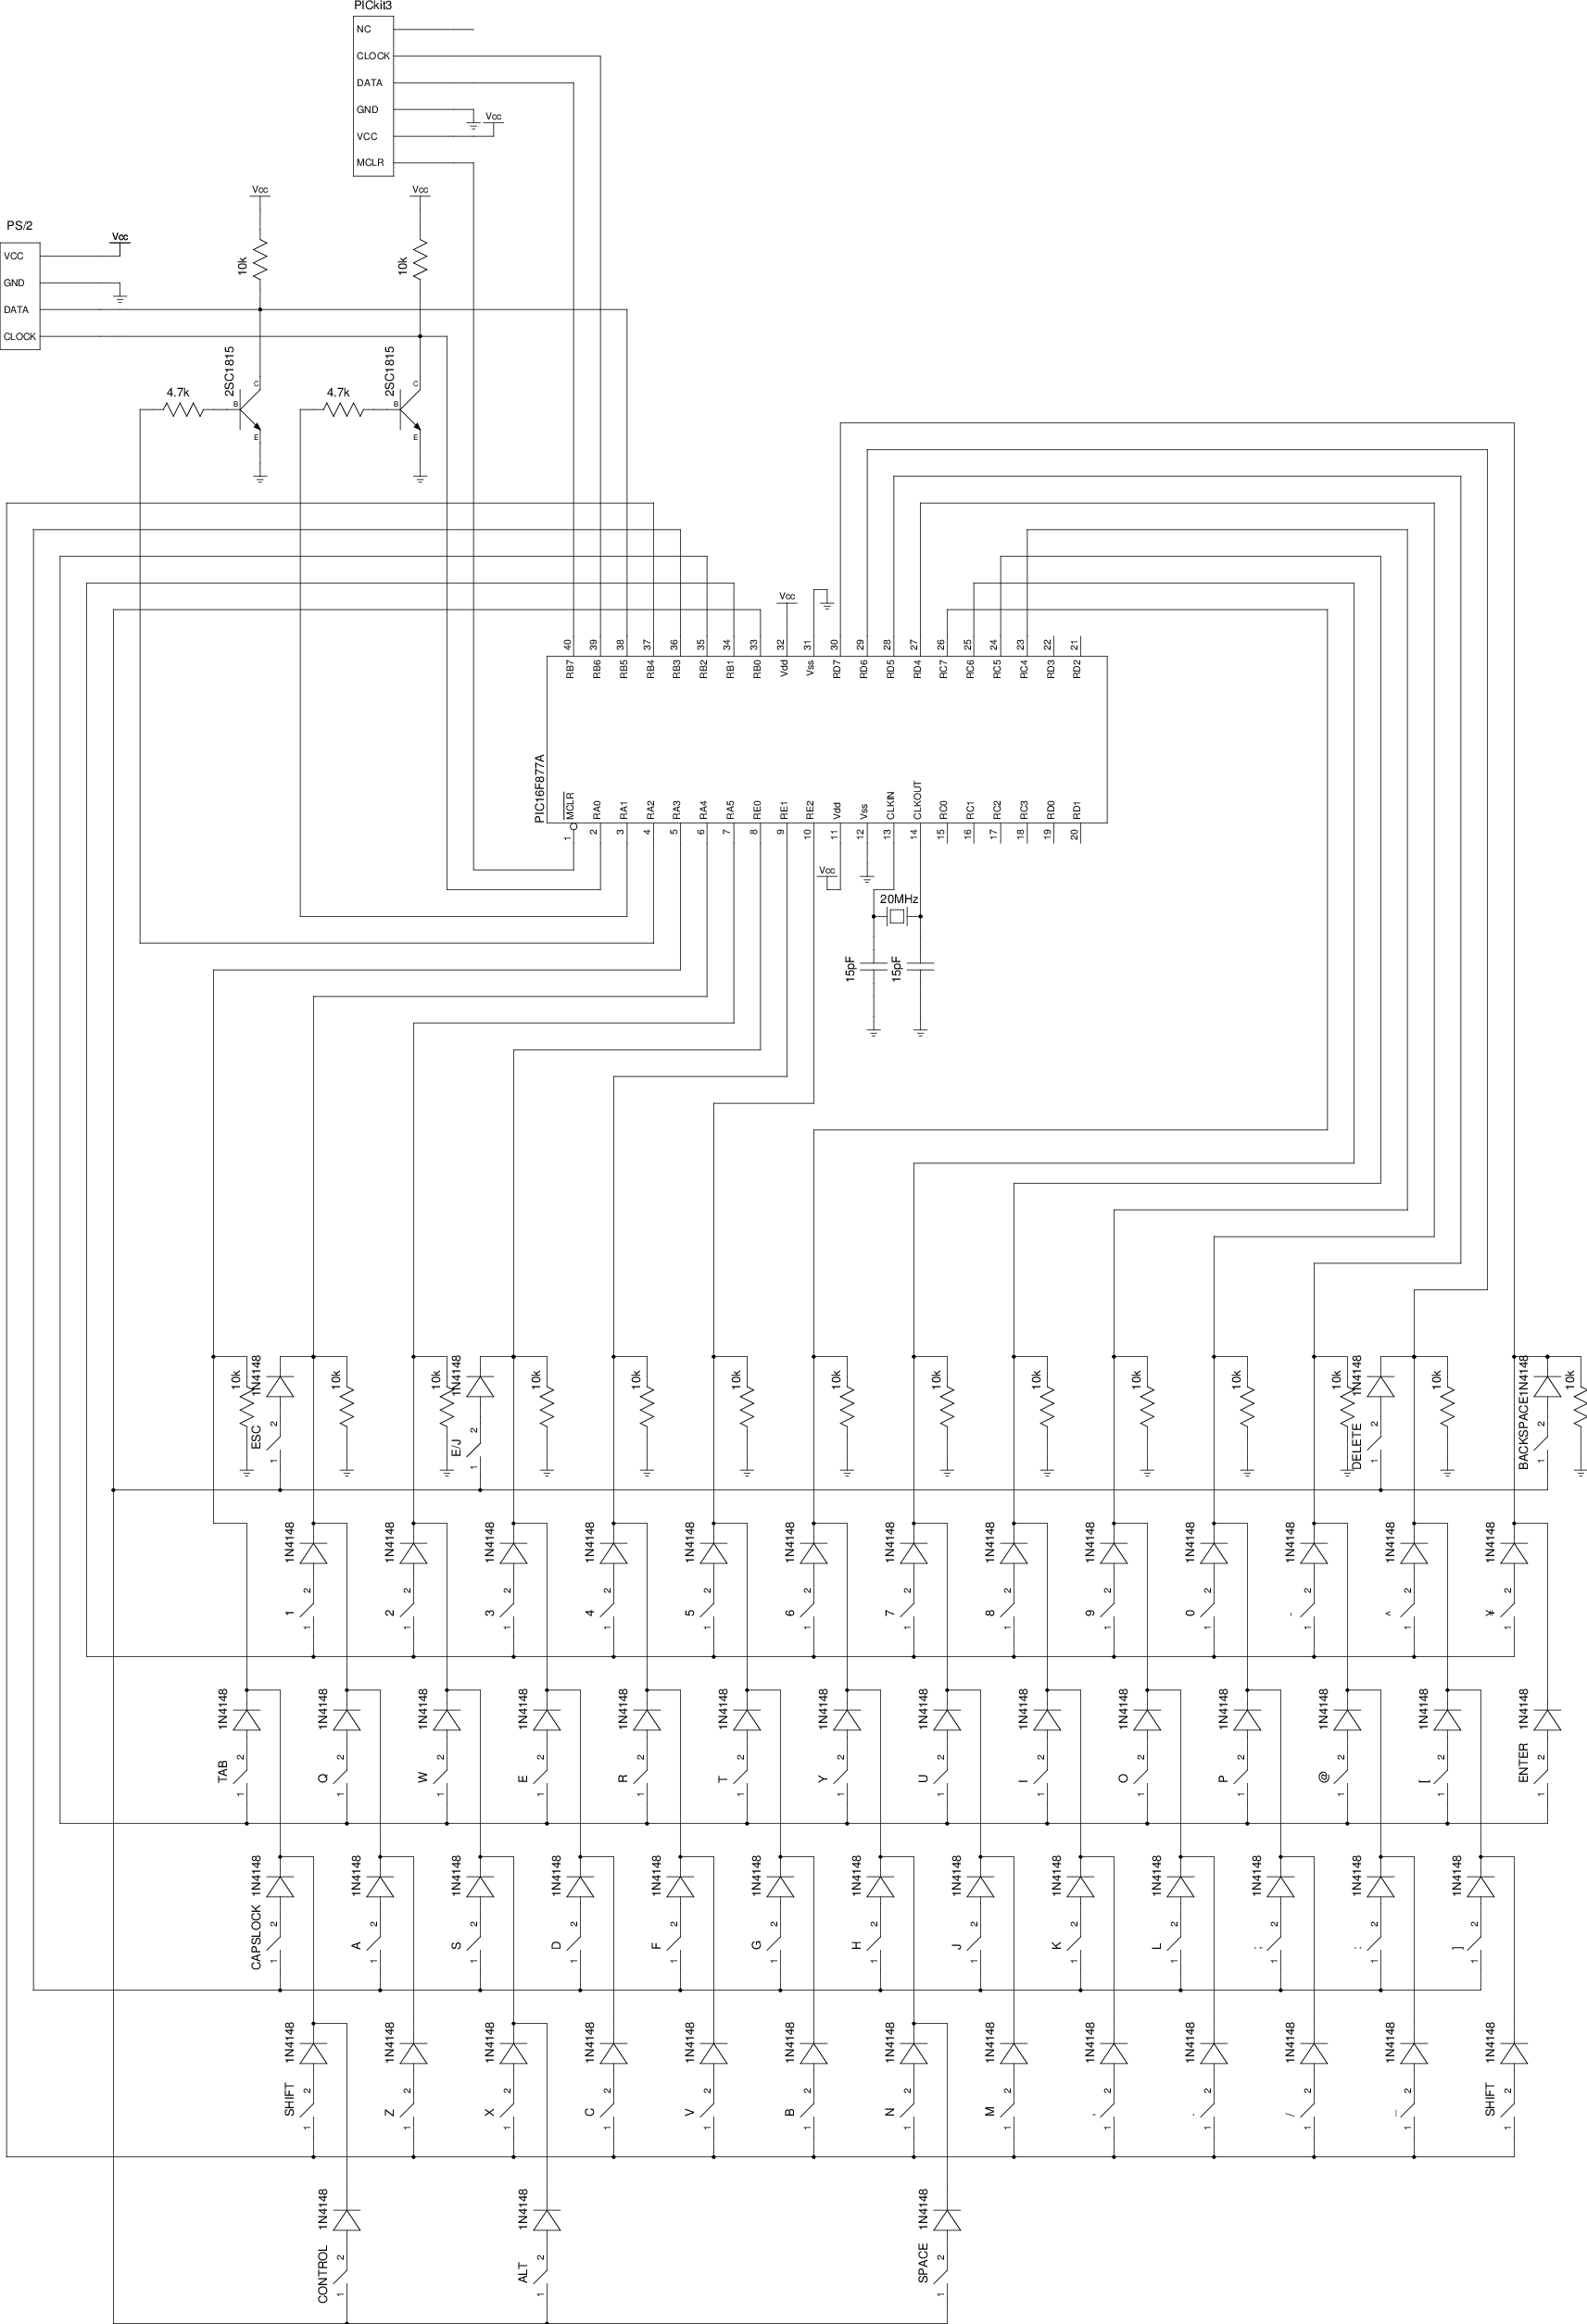 PICkit3
NC
CLOCK
DATA
GND
VCC
MCLR
Vcc
Vcc
Vcc
PS/2
VCC
GND
DATA
CLOCK
Vcc
10k
10k
4.7k
2SC1815
B
C
E
4.7k
2SC1815
B
C
E
Vcc
40 39 38 37 36 35 34 33 32 31 30 29 28 27 26 25 24 23 22 21
RB7 RB6 RB5 RB4 RB3 RB2 RB1 RB0 Vdd Vss RD7 RD6 RD5 RD4 RC7 RC6 RC5 RC4 RD3 RD2
PIC16F877A
MCLR RA0 RA1 RA2 RA3 RA4 RA5 RE0 RE1 RE2 Vdd Vss CLKIN CLKOUT RC0 RC1 RC2 RC3 RD0 RD1
1 2 3 4 5 6 7 8 9 10 11 12 13 14 15 16 17 18 19 20
Vcc
20MHz
15pF 15pF
10k 1N4148 10k 10k 1N4148 10k 10k 10k 10k 10k 10k 10k 10k 10k 1N4148 10k 1N4148 10k
ESC E/J DELETE BACKSPACE
2 2 2 2
1 1 1 1
1N4148 1N4148 1N4148 1N4148 1N4148 1N4148 1N4148 1N4148 1N4148 1N4148 1N4148 1N4148 1N4148
2 2 2 2 2 2 2 2 2 2 2 2 2
1 2 3 4 5 6 7 8 9 0 - ^ ¥
1 1 1 1 1 1 1 1 1 1 1 1 1
1N4148 1N4148 1N4148 1N4148 1N4148 1N4148 1N4148 1N4148 1N4148 1N4148 1N4148 1N4148 1N4148 1N4148
2 2 2 2 2 2 2 2 2 2 2 2 2 2
TAB Q W E R T Y U I O P @ [ ENTER
1 1 1 1 1 1 1 1 1 1 1 1 1 1
1N4148 1N4148 1N4148 1N4148 1N4148 1N4148 1N4148 1N4148 1N4148 1N4148 1N4148 1N4148 1N4148
2 2 2 2 2 2 2 2 2 2 2 2 2
CAPSLOCK A S D F G H J K L ; : ]
1 1 1 1 1 1 1 1 1 1 1 1 1
1N4148 1N4148 1N4148 1N4148 1N4148 1N4148 1N4148 1N4148 1N4148 1N4148 1N4148 1N4148 1N4148
2 2 2 2 2 2 2 2 2 2 2 2 2
SHIFT Z X C V B N M , . / _ SHIFT
1 1 1 1 1 1 1 1 1 1 1 1 1
1N4148 1N4148 1N4148
2 2 2
CONTROL ALT SPACE
1 1 1